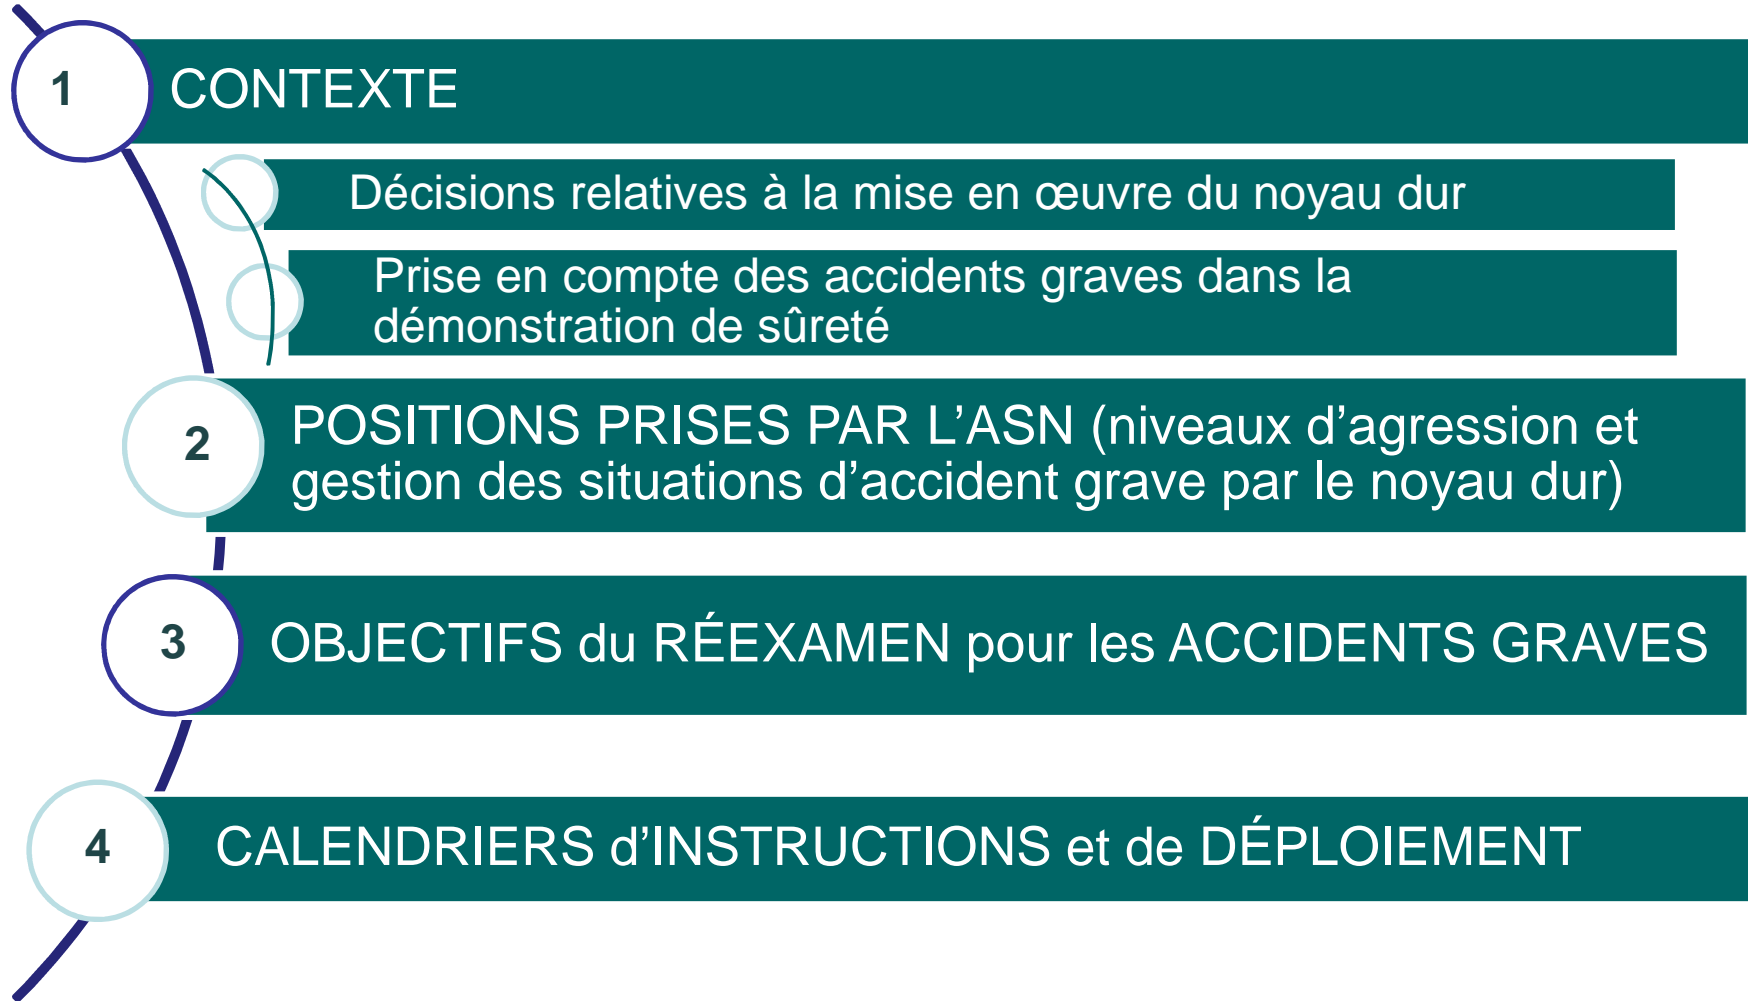 1
CONTEXTE
Décisions relatives à la mise en œuvre du noyau dur
Prise en compte des accidents graves dans la
démonstration de sûreté
2
POSITIONS PRISES PAR L’ASN (niveaux d’agression et
gestion des situations d’accident grave par le noyau dur)
3
OBJECTIFS du RÉEXAMEN pour les ACCIDENTS GRAVES
4
CALENDRIERS d’INSTRUCTIONS et de DÉPLOIEMENT